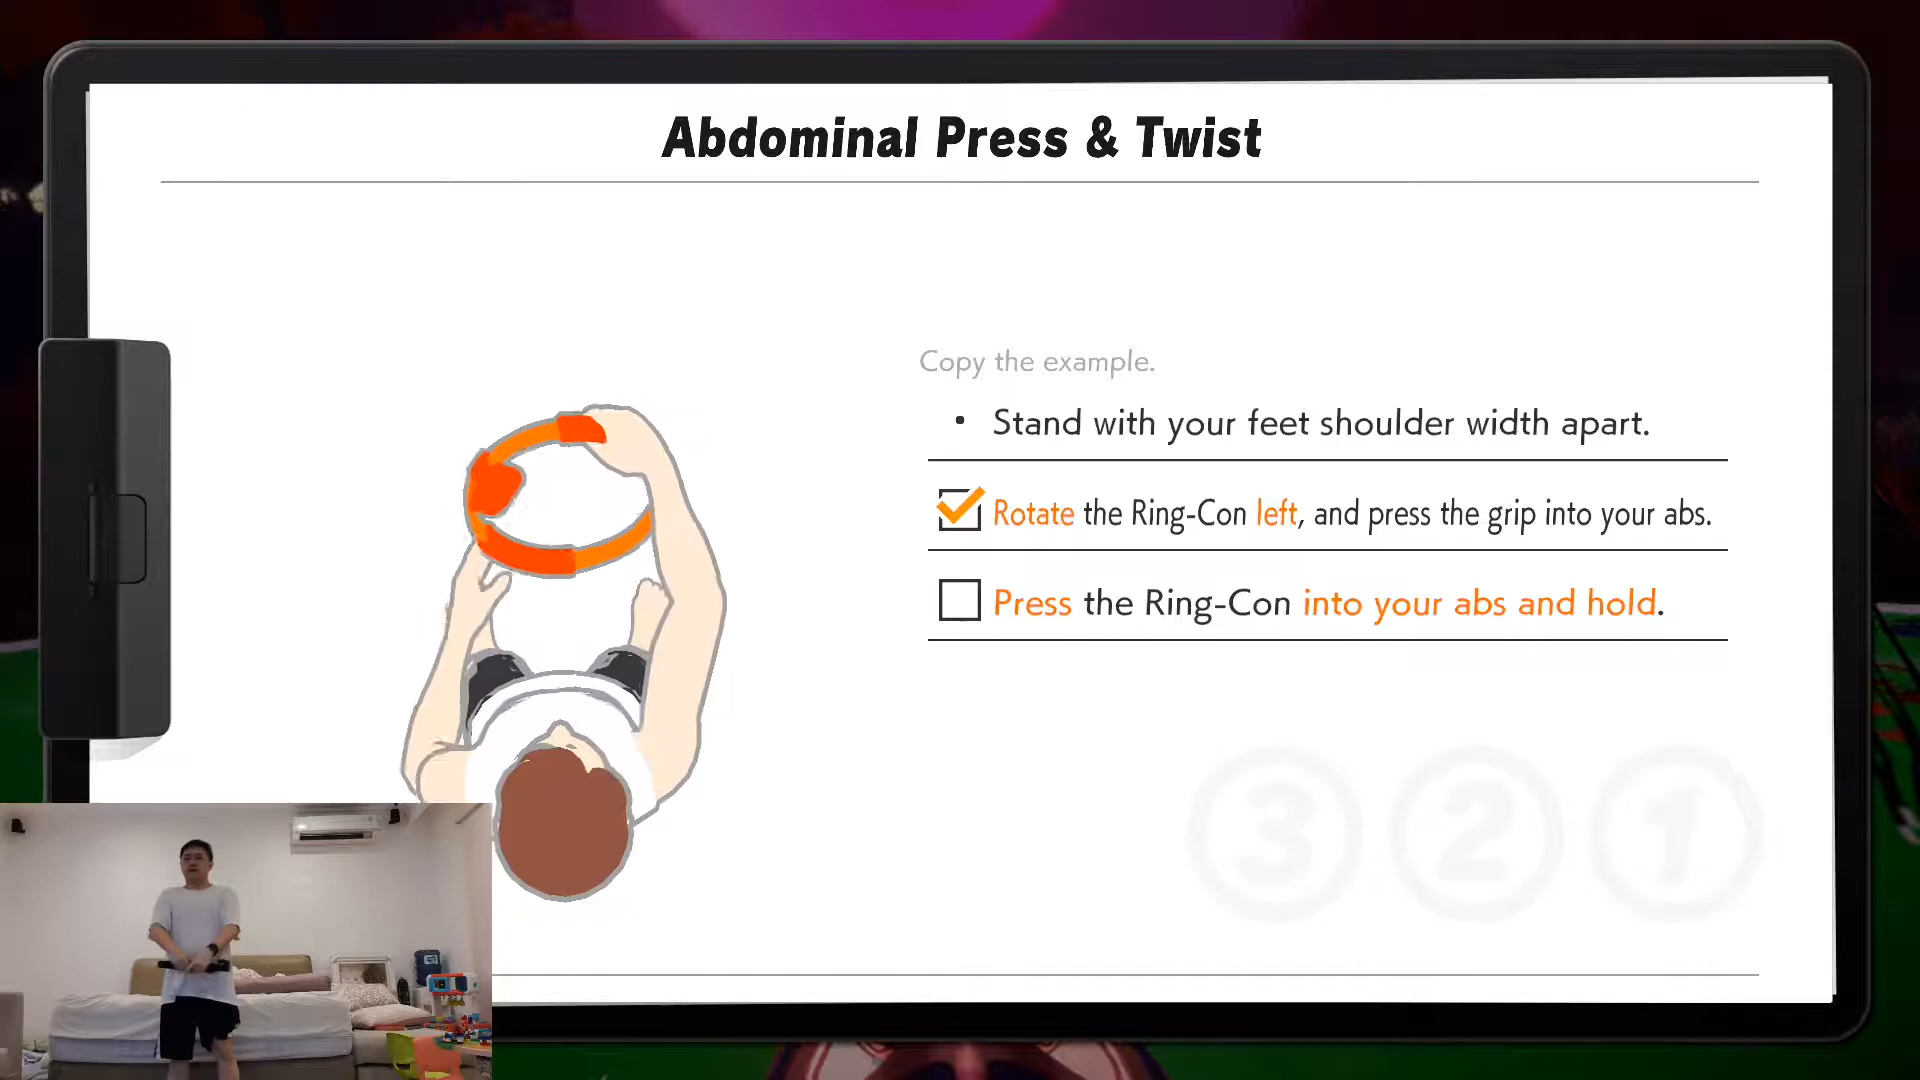 Abdominal Press & Twist
Copy the example.
• Stand with your feet shoulder width apart.
Rotate the Ring-Con left, and press the grip into your abs.
Press the Ring-Con into your abs and hold.
3 2 1